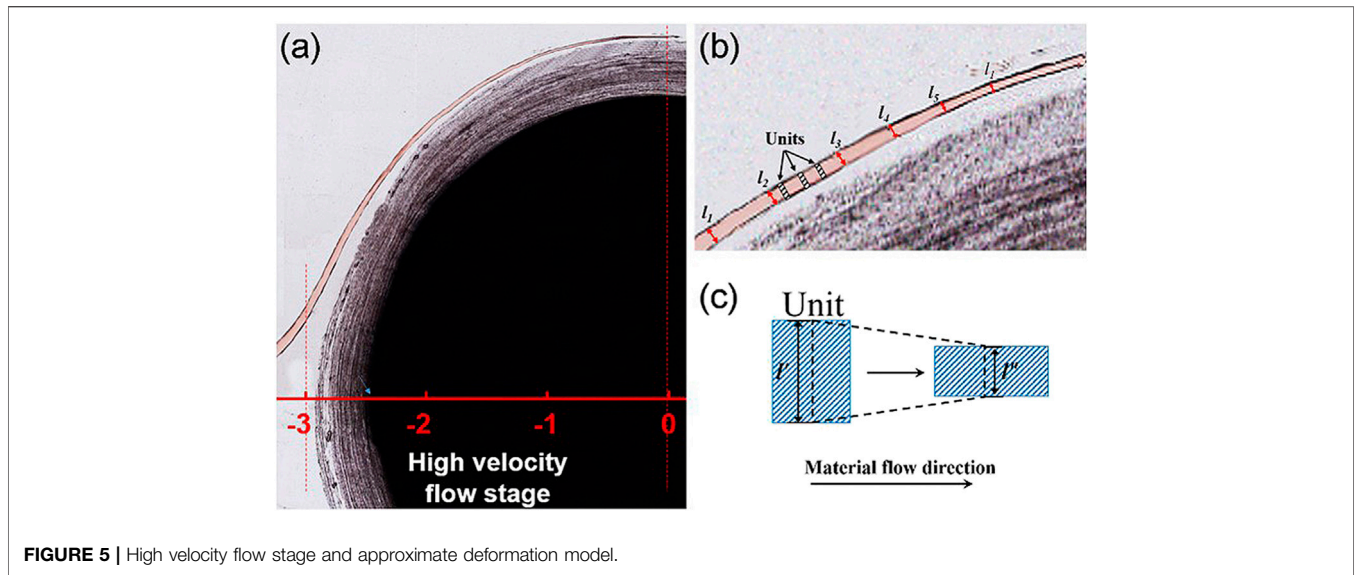 (a)
-3
-2
-1
0
High velocity
flow stage
(b)
l1
l5
l4
Units
l3
l2
l1
(c)
Unit
l'
l"
Material flow direction
FIGURE 5 | High velocity flow stage and approximate deformation model.